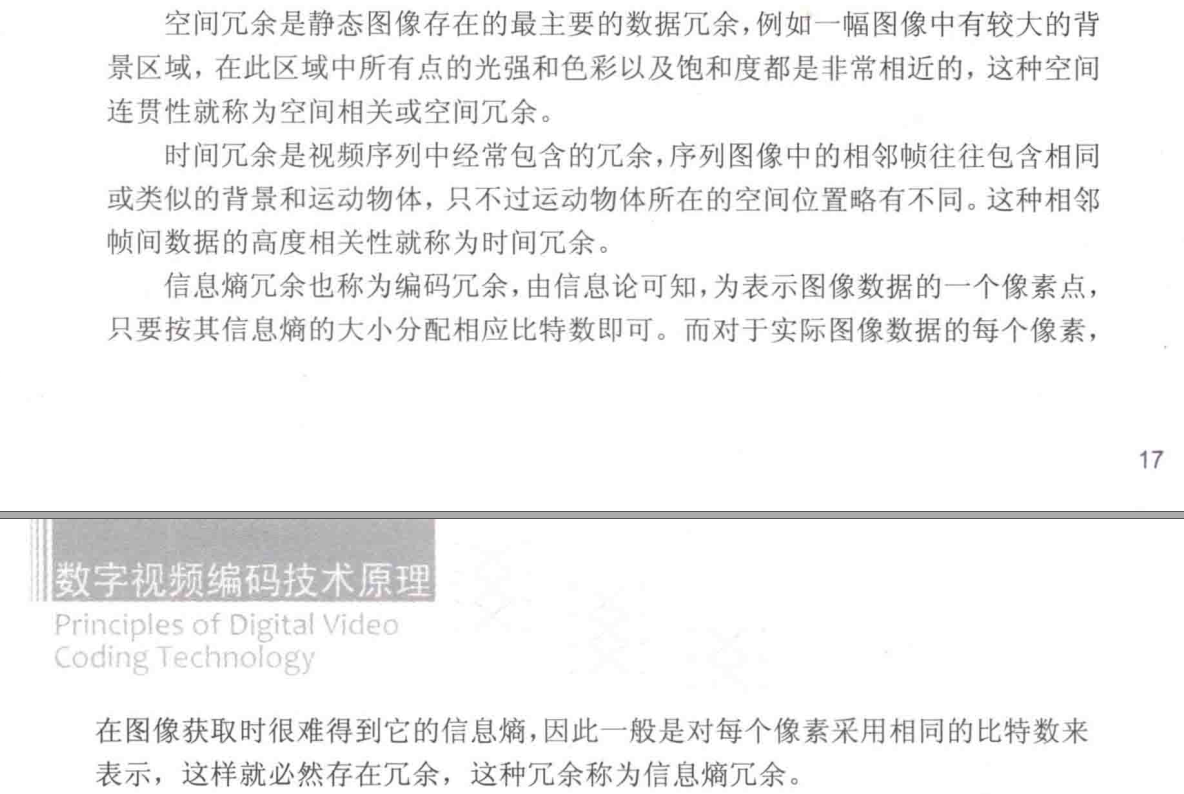 空间冗余是静态图像存在的最主要的数据冗余,例如一幅图像中有较大的背
景区域，在此区域中所有点的光强和色彩以及饱和度都是非常相近的，这种空间
连贯性就称为空间相关或空间冗余。
时间冗余是视频序列中经常包含的冗余,序列图像中的相邻帧往往包含相同
或类似的背景和运动物体，只不过运动物体所在的空间位置略有不同。这种相邻
帧间数据的高度相关性就称为时间冗余。
信息熵冗余也称为编码冗余,由信息论可知,为表示图像数据的一个像素点,
只要按其信息熵的大小分配相应比特数即可。而对于实际图像数据的每个像素,
17
数字视频编码技术原理
Principles of Digital Video
Coding Technology
在图像获取时很难得到它的信息熵,因此一般是对每个像素采用相同的比特数来
表示，这样就必然存在冗余，这种冗余称为信息熵冗余。